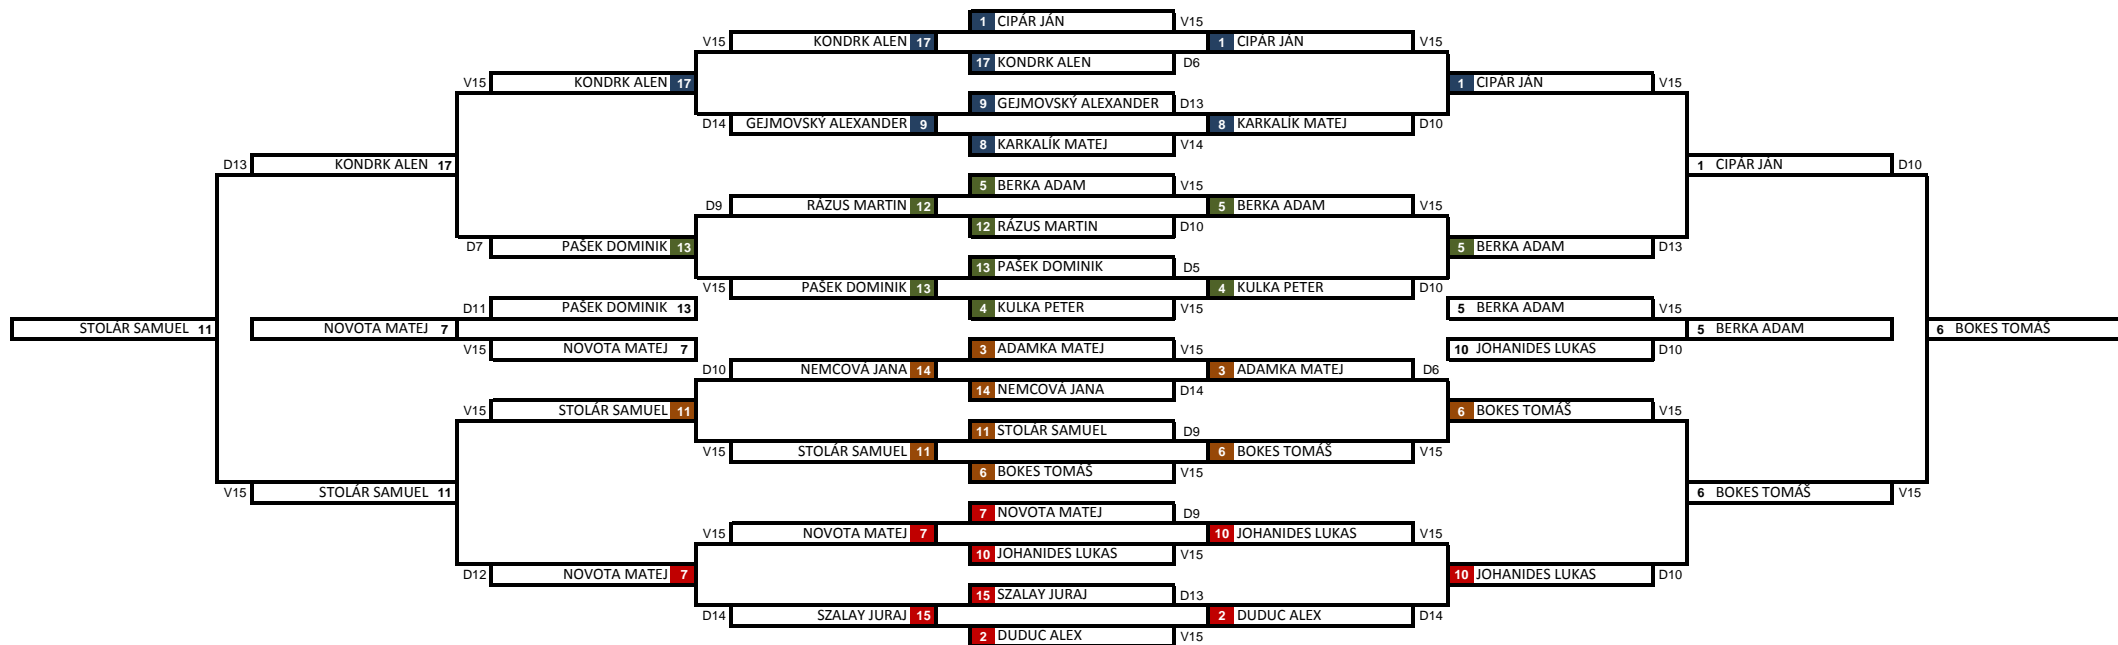 1 CIPÁR JÁN V15
V15 KONDRK ALEN 17 1 CIPÁR JÁN V15
17 KONDRK ALEN D6
V15 KONDRK ALEN 17 1 CIPÁR JÁN V15
9 GEJMOVSKÝ ALEXANDER D13
D14 GEJMOVSKÝ ALEXANDER 9 8 KARKALÍK MATEJ D10
8 KARKALÍK MATEJ V14
D13 KONDRK ALEN 17 1 CIPÁR JÁN D10
5 BERKA ADAM V15
D9 RÁZUS MARTIN 12 5 BERKA ADAM V15
12 RÁZUS MARTIN D10
D7 PAŠEK DOMINIK 13 5 BERKA ADAM D13
13 PAŠEK DOMINIK D5
V15 PAŠEK DOMINIK 13 4 KULKA PETER D10
D11 PAŠEK DOMINIK 13 4 KULKA PETER V15 5 BERKA ADAM V15
STOLÁR SAMUEL 11 NOVOTA MATEJ 7 5 BERKA ADAM 6 BOKES TOMÁŠ
V15 NOVOTA MATEJ 7 3 ADAMKA MATEJ V15 10 JOHANIDES LUKAS D10
D10 NEMCOVÁ JANA 14 3 ADAMKA MATEJ D6
14 NEMCOVÁ JANA D14
V15 STOLÁR SAMUEL 11 6 BOKES TOMÁŠ V15
11 STOLÁR SAMUEL D9
V15 STOLÁR SAMUEL 11 6 BOKES TOMÁŠ V15
6 BOKES TOMÁŠ V15
V15 STOLÁR SAMUEL 11 6 BOKES TOMÁŠ V15
7 NOVOTA MATEJ D9
V15 NOVOTA MATEJ 7 10 JOHANIDES LUKAS V15
10 JOHANIDES LUKAS V15
D12 NOVOTA MATEJ 7 10 JOHANIDES LUKAS D10
15 SZALAY JURAJ D13
D14 SZALAY JURAJ 15 2 DUDUC ALEX D14
2 DUDUC ALEX V15